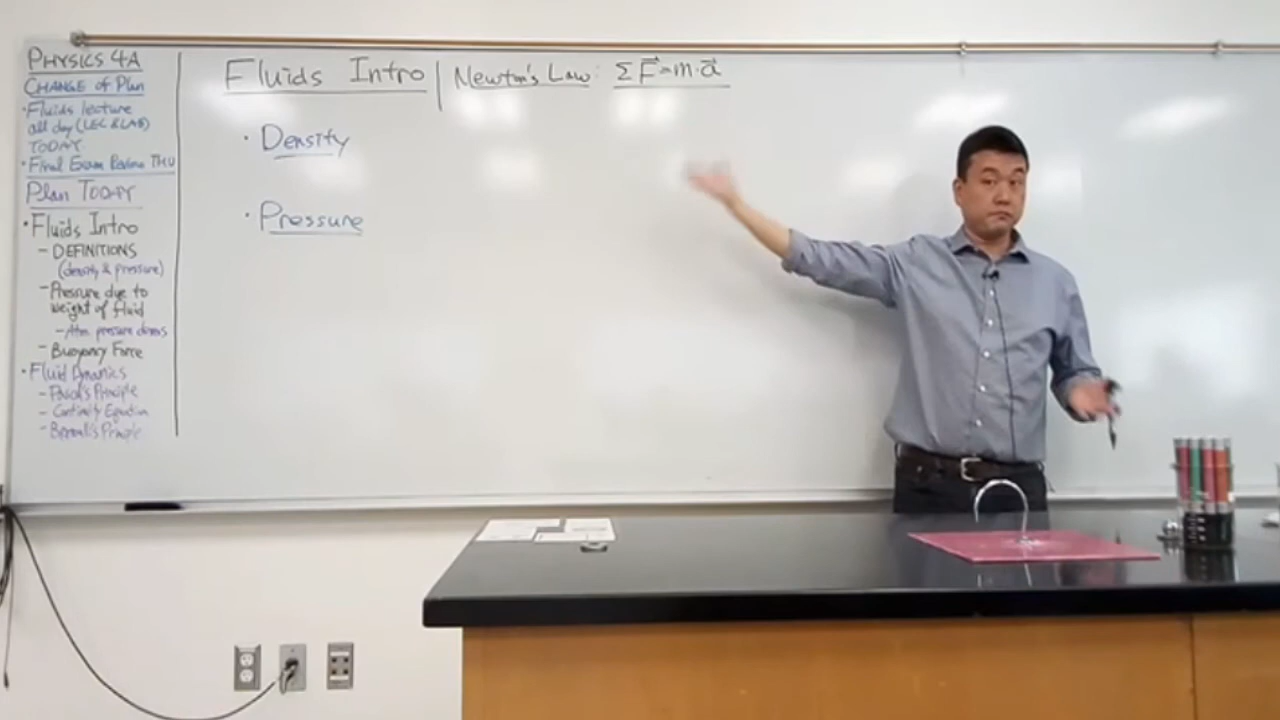 PHYSICS 4A
CHANGE of Plan
• Fluids lecture
all day (LEC & LAB)
TODAY
• Final Exam Review THU
Plan TODAY
• Fluids Intro
- DEFINITIONS
(density & pressure)
- Pressure due to
weight of fluid
- Atm pressure demos
- Buoyancy Force
• Fluid Dynamics
- Pascal's Principle
- Continuity Equation
- Bernoulli's Principle
Fluids Intro | Newton's Law: ΣF⃗=m·a⃗
• Density
• Pressure